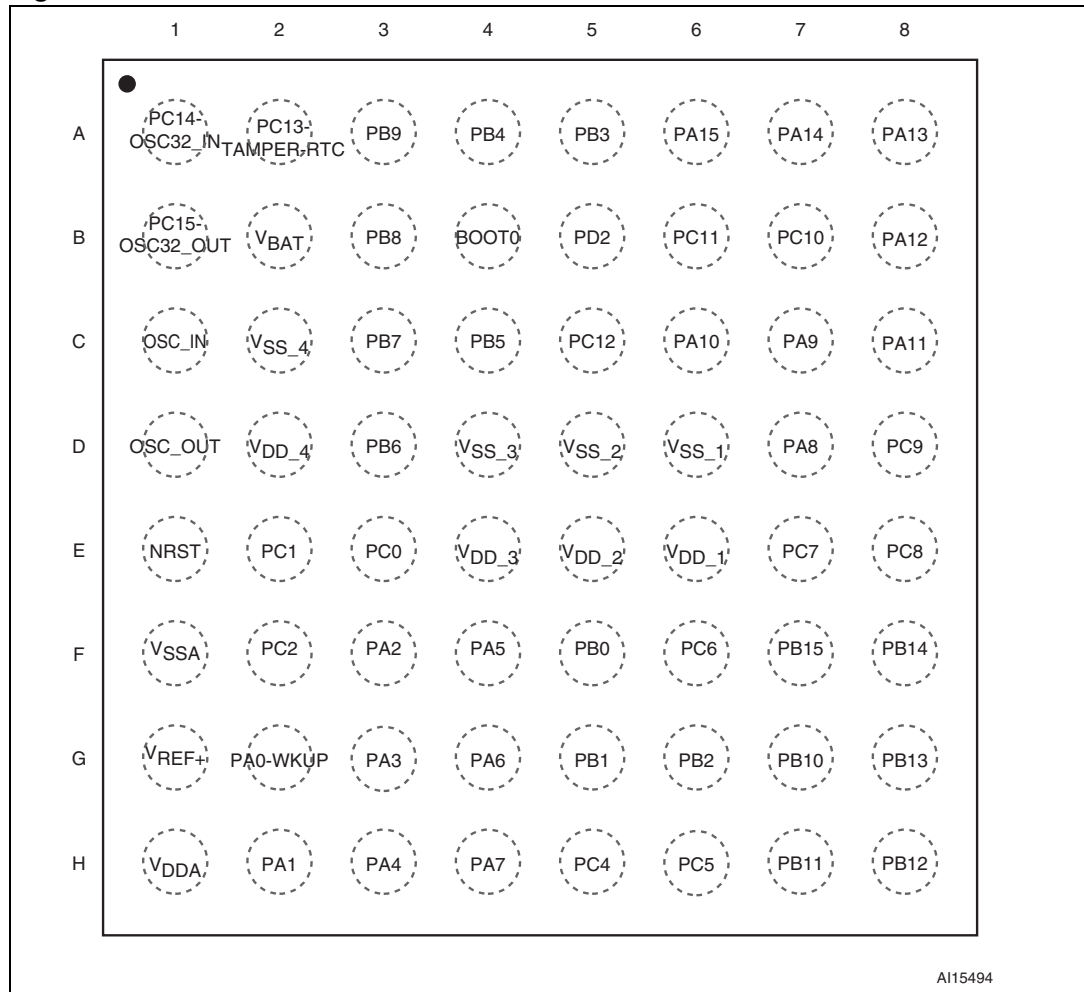 1 2 3 4 5 6 7 8
A PC14-OSC32_IN PC13-TAMPER-RTC PB9 PB4 PB3 PA15 PA14 PA13
B PC15-OSC32_OUT VBAT PB8 BOOT0 PD2 PC11 PC10 PA12
C OSC_IN VSS_4 PB7 PB5 PC12 PA10 PA9 PA11
D OSC_OUT VDD_4 PB6 VSS_3 VSS_2 VSS_1 PA8 PC9
E NRST PC1 PC0 VDD_3 VDD_2 VDD_1 PC7 PC8
F VSSA PC2 PA2 PA5 PB0 PC6 PB15 PB14
G VREF+ PA0-WKUP PA3 PA6 PB1 PB2 PB10 PB13
H VDDA PA1 PA4 PA7 PC4 PC5 PB11 PB12
AI15494